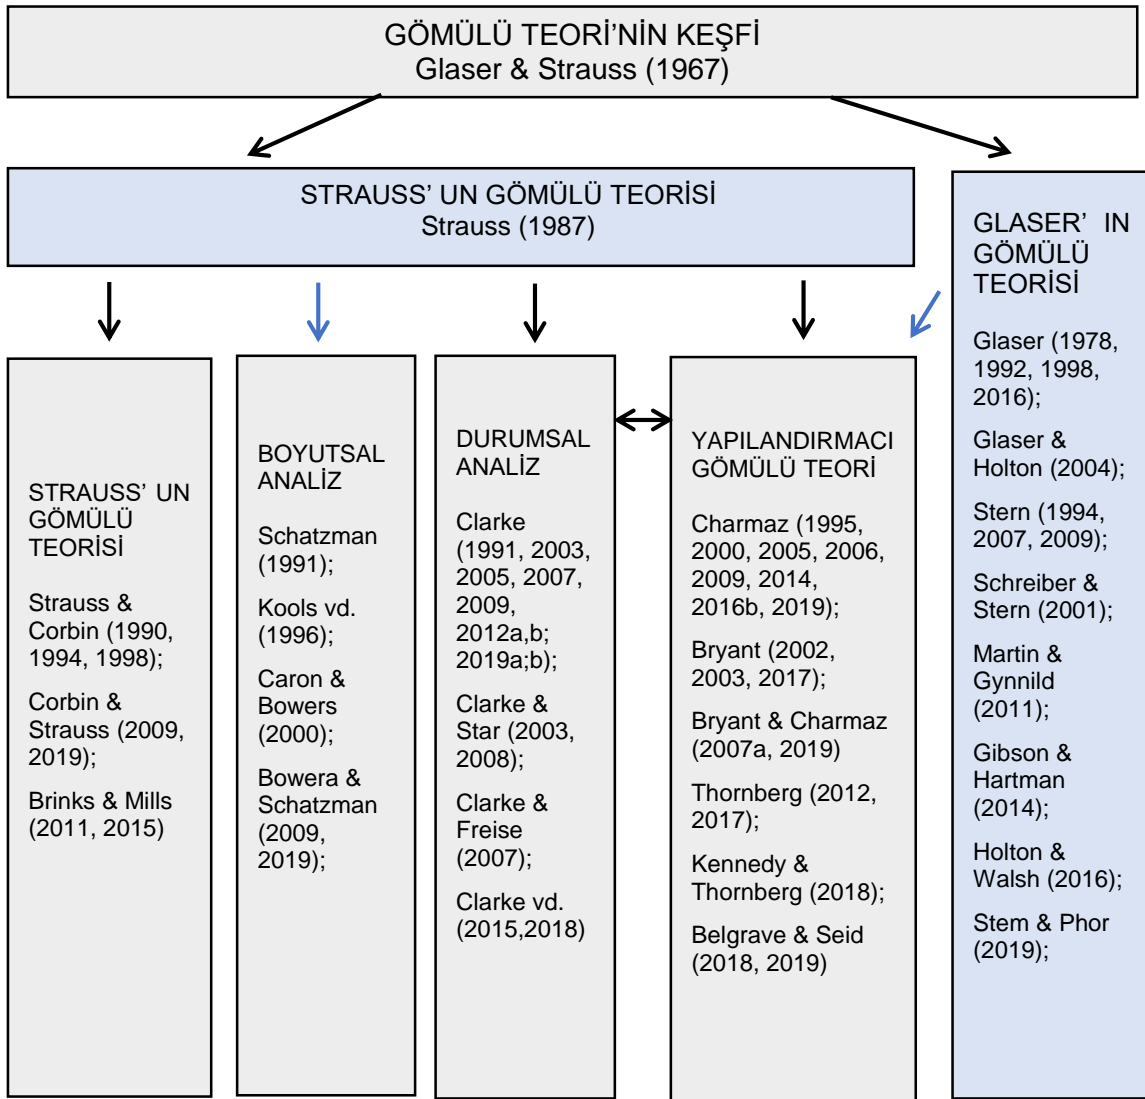 GÖMÜLÜ TEORİ’NİN KEŞFİ
Glaser & Strauss (1967)
STRAUSS’ UN GÖMÜLÜ TEORİSİ
Strauss (1987)
STRAUSS’ UN
GÖMÜLÜ
TEORİSİ
Strauss &
Corbin (1990,
1994, 1998);
Corbin &
Strauss (2009,
2019);
Brinks & Mills
(2011, 2015)
BOYUTSAL
ANALİZ
Schatzman
(1991);
Kools vd.
(1996);
Caron &
Bowers
(2000);
Bowera &
Schatzman
(2009,
2019);
DURUMSAL
ANALİZ
Clarke
(1991, 2003,
2005, 2007,
2009,
2012a,b;
2019a;b);
Clarke &
Star (2003,
2008);
Clarke &
Freise
(2007);
Clarke vd.
(2015,2018)
YAPILANDIRMACI
GÖMÜLÜ TEORİ
Charmaz (1995,
2000, 2005, 2006,
2009, 2014,
2016b, 2019);
Bryant (2002,
2003, 2017);
Bryant & Charmaz
(2007a, 2019)
Thornberg (2012,
2017);
Kennedy &
Thornberg (2018);
Belgrave & Seid
(2018, 2019)
GLASER’ IN
GÖMÜLÜ
TEORİSİ
Glaser (1978,
1992, 1998,
2016);
Glaser &
Holton (2004);
Stern (1994,
2007, 2009);
Schreiber &
Stern (2001);
Martin &
Gynnild
(2011);
Gibson &
Hartman
(2014);
Holton &
Walsh (2016);
Stem & Phor
(2019);